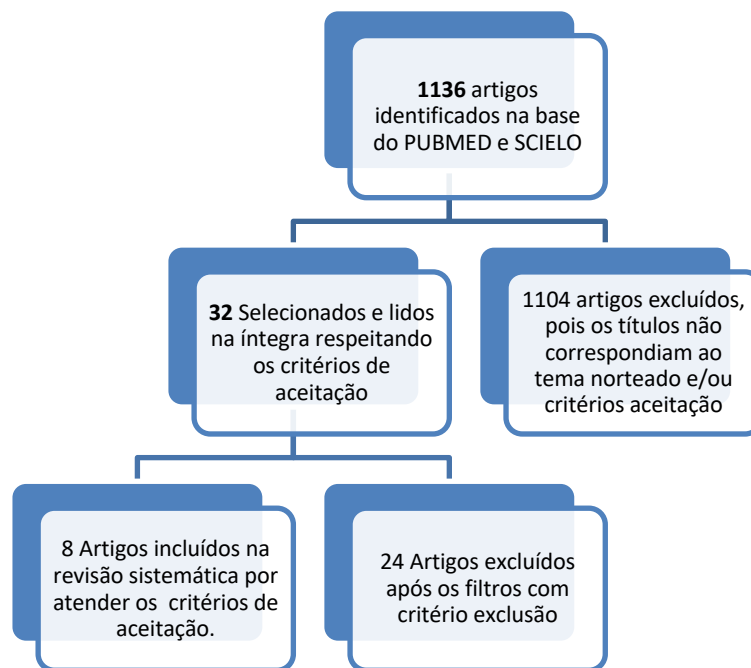 1136 artigos
identificados na base
do PUBMED e SCIELO
32 Selecionados e lidos
na íntegra respeitando
os critérios de
aceitação
1104 artigos excluídos,
pois os títulos não
correspondiam ao
tema norteado e/ou
critérios aceitação
8 Artigos incluídos na
revisão sistemática por
atender os critérios de
aceitação.
24 Artigos excluídos
após os filtros com
critério exclusão